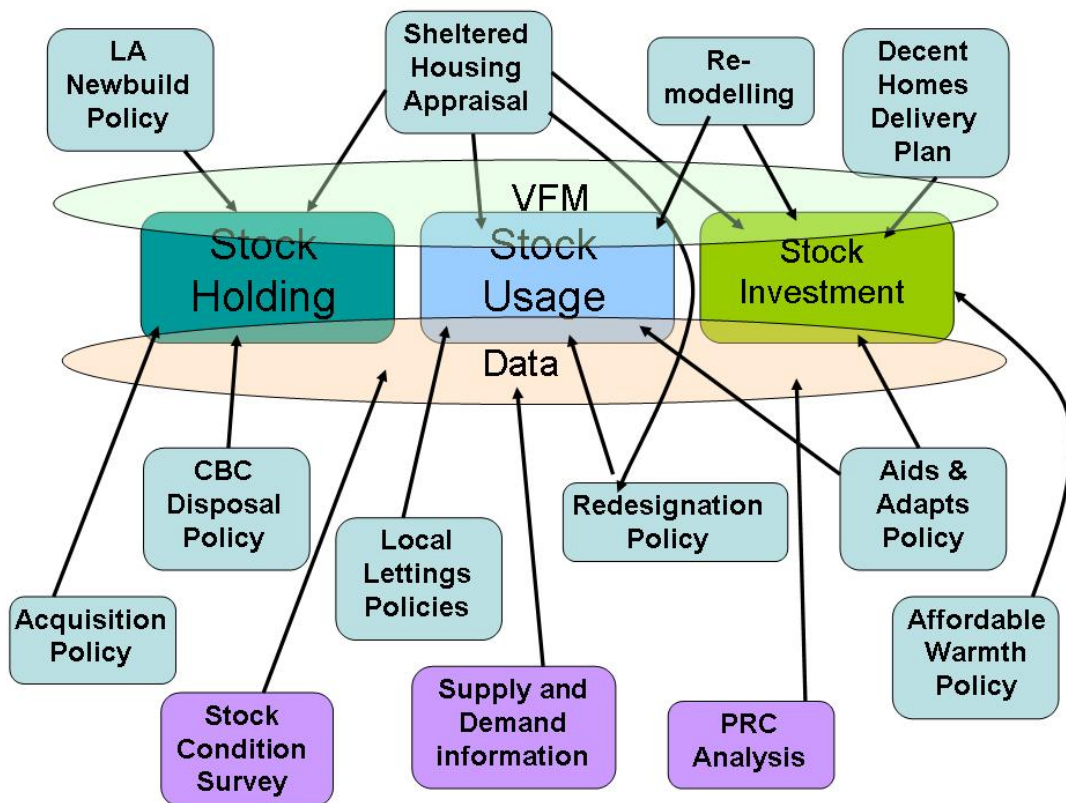 LA
Newbuild
Policy
Sheltered
Housing
Appraisal
Re-
modelling
Decent
Homes
Delivery
Plan
VFM
Stock
Holding
Stock
Usage
Stock
Investment
Data
CBC
Disposal
Policy
Local
Lettings
Policies
Redesignation
Policy
Aids &
Adapts
Policy
Acquisition
Policy
Affordable
Warmth
Policy
Stock
Condition
Survey
Supply and
Demand
information
PRC
Analysis